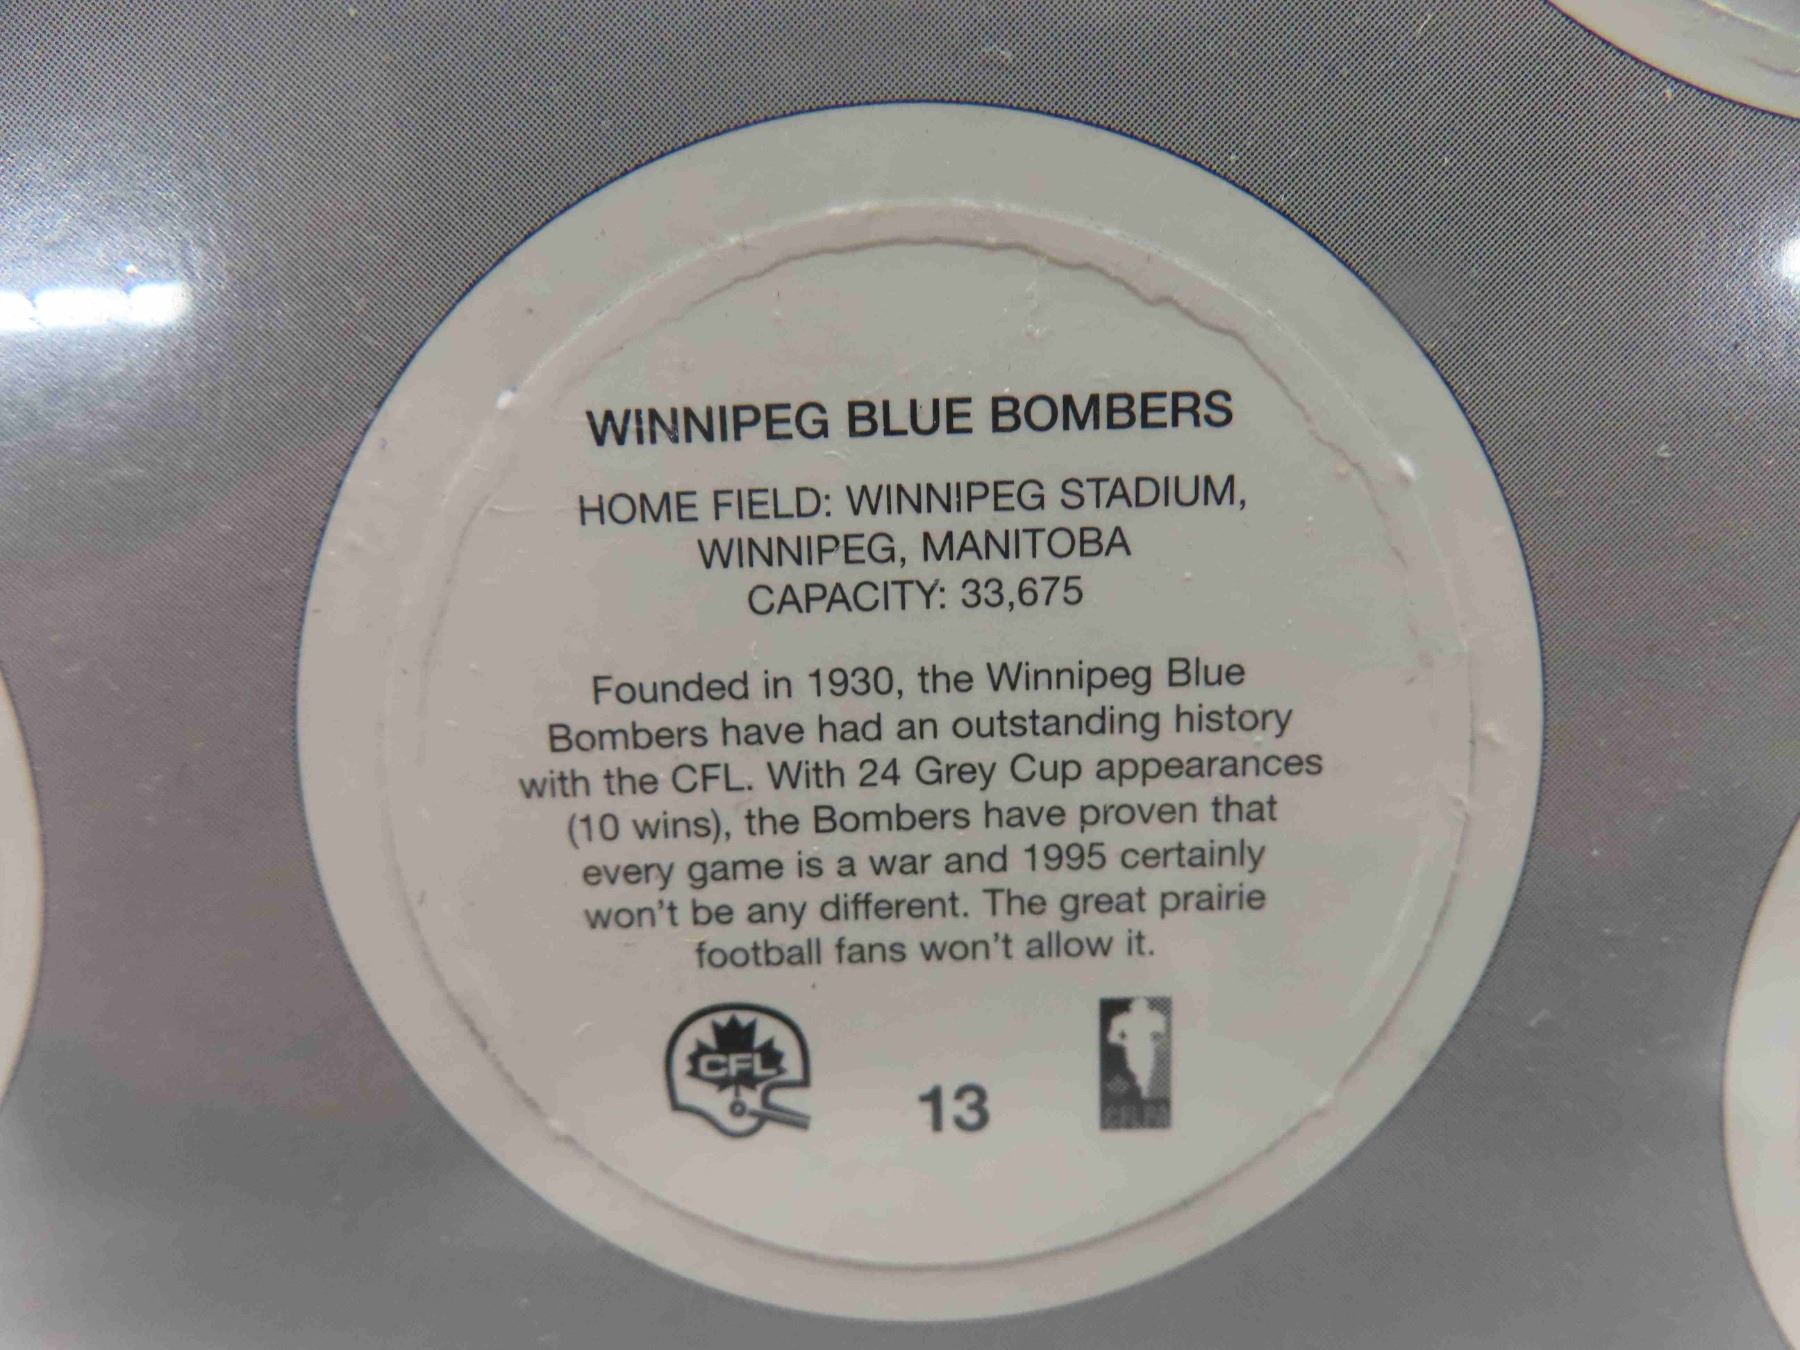 WINNIPEG BLUE BOMBERS
HOME FIELD: WINNIPEG STADIUM,
WINNIPEG, MANITOBA
CAPACITY: 33,675
Founded in 1930, the Winnipeg Blue
Bombers have had an outstanding history
with the CFL. With 24 Grey Cup appearances
(10 wins), the Bombers have proven that
every game is a war and 1995 certainly
won't be any different. The great prairie
football fans won't allow it.
CFL
13
CFLPA